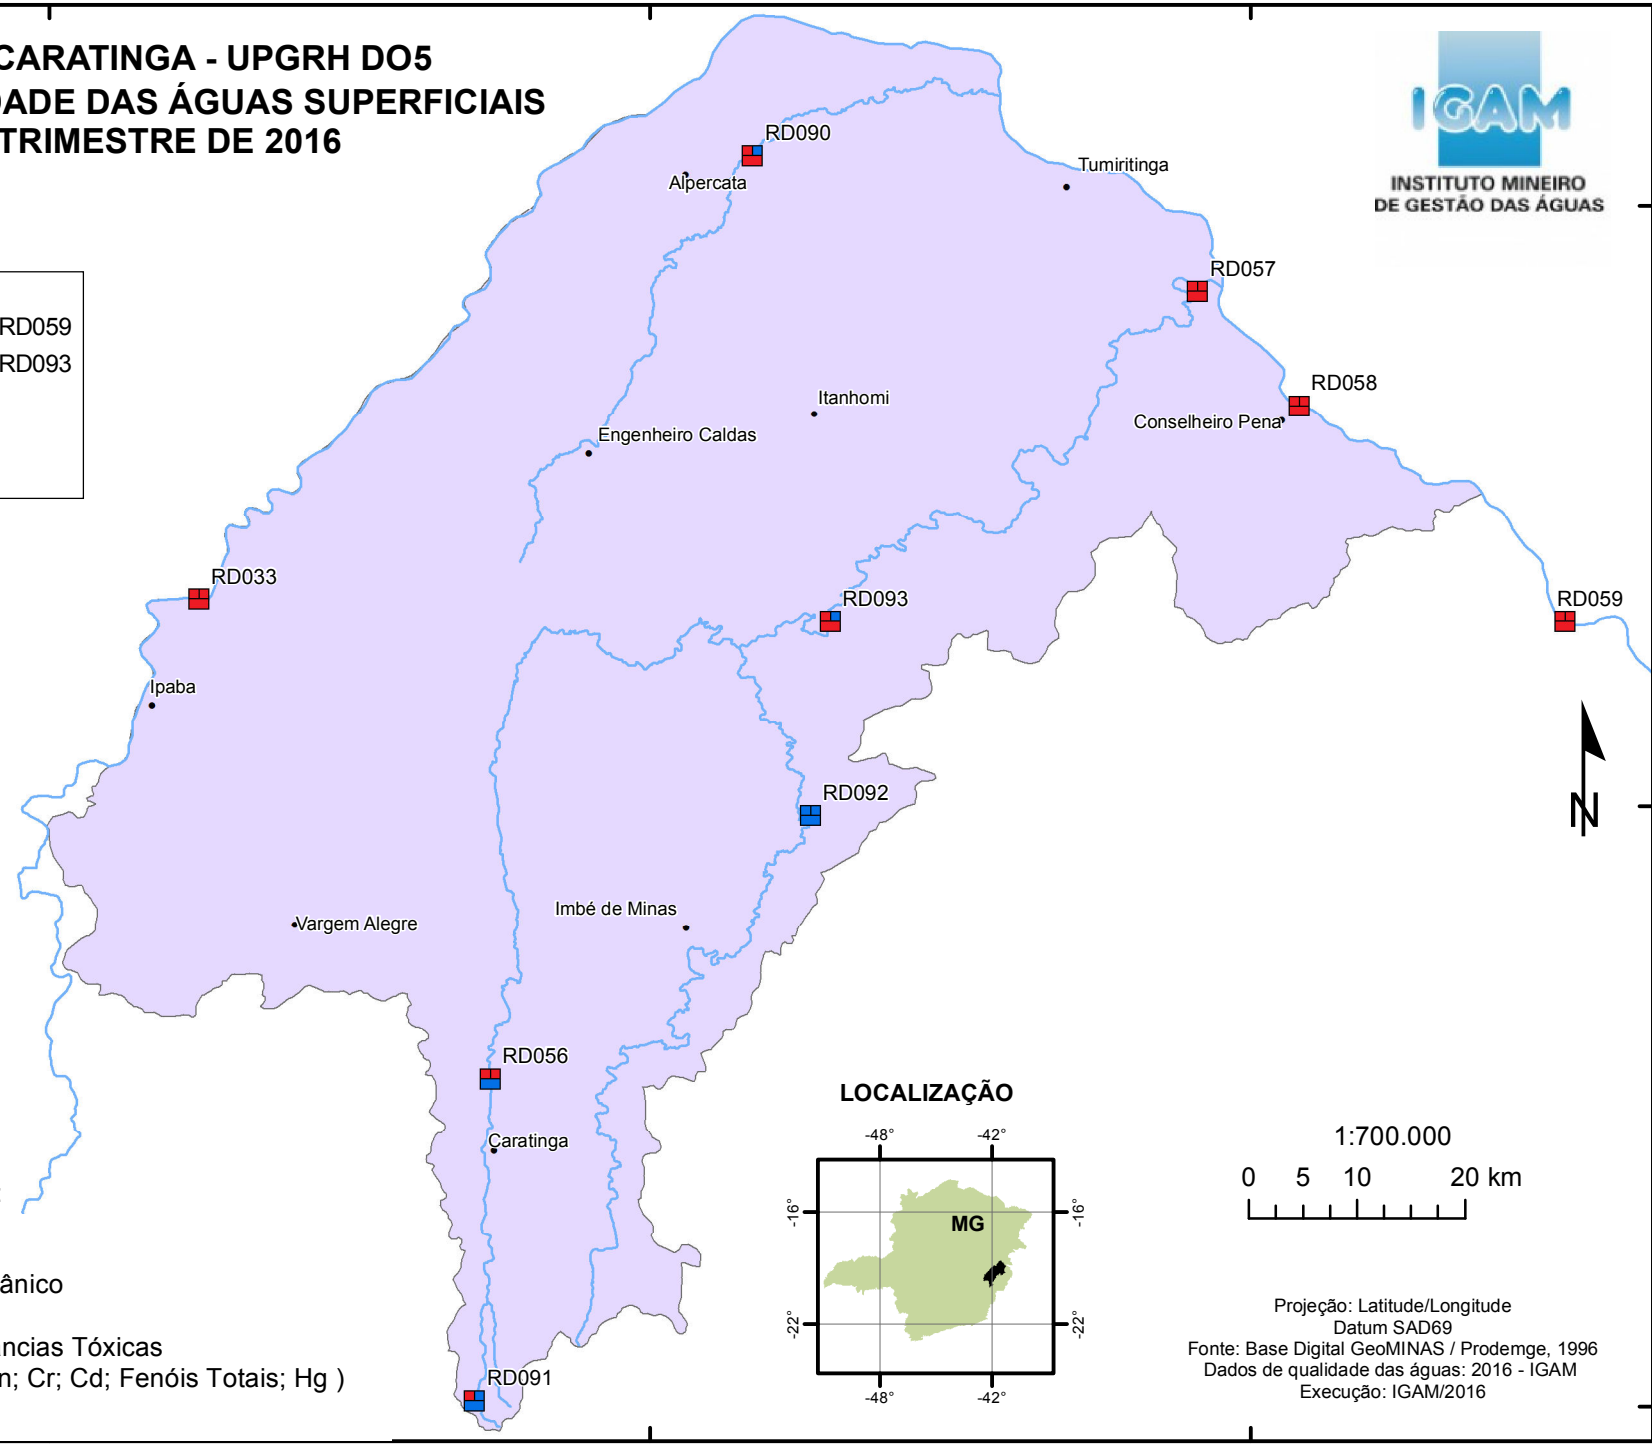 CARATINGA - UPGRH DO5
DADE DAS ÁGUAS SUPERFICIAIS
TRIMESTRE DE 2016
IGAM
INSTITUTO MINEIRO
DE GESTÃO DAS ÁGUAS
RD090
Alpercata
Tumiritinga
RD057
RD059
RD093
RD058
Itanhomi
Conselheiro Pena
Engenheiro Caldas
RD033
RD093
RD059
Ipaba
RD092
N
Imbé de Minas
Vargem Alegre
RD056
Caratinga
RD091
LOCALIZAÇÃO
-48° -42°
-16° -16°
MG
-22° -22°
-48° -42°
1:700.000
0 5 10 20 km
ânico
ncias Tóxicas
n; Cr; Cd; Fenóis Totais; Hg )
Projeção: Latitude/Longitude
Datum SAD69
Fonte: Base Digital GeoMINAS / Prodemge, 1996
Dados de qualidade das águas: 2016 - IGAM
Execução: IGAM/2016